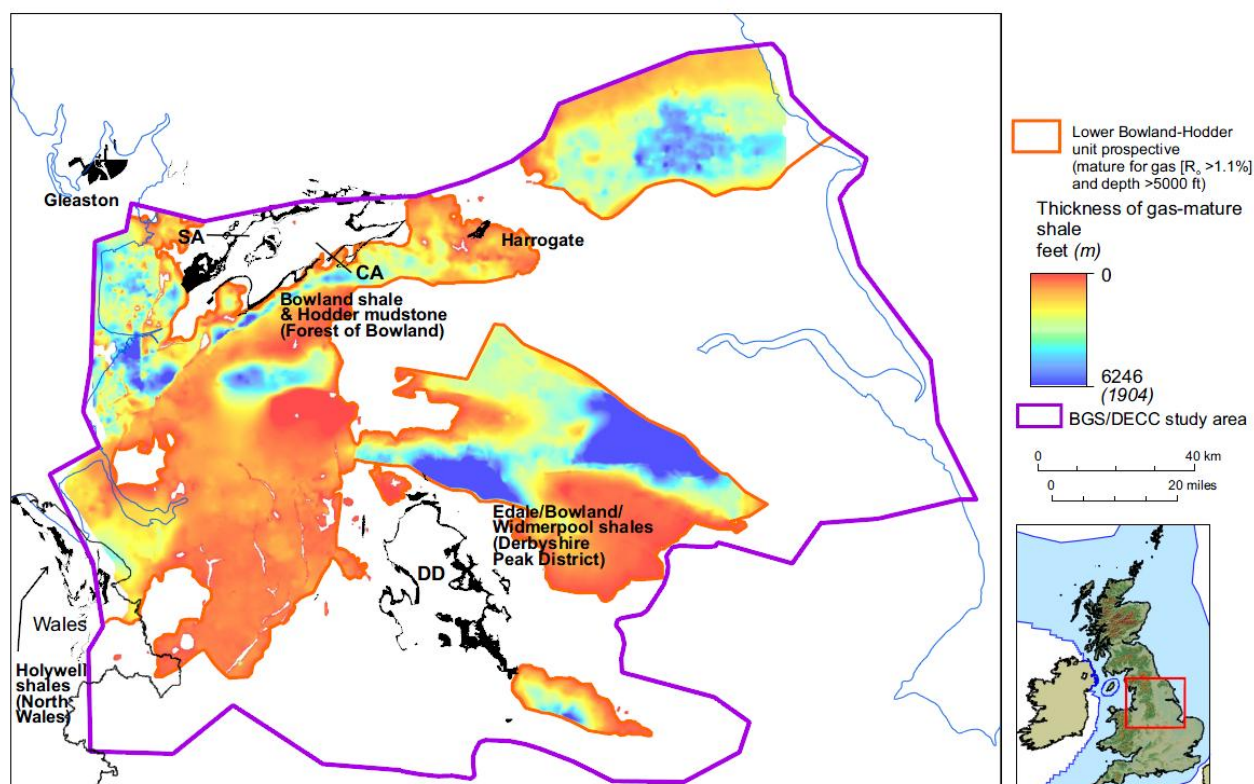 Gleaston
SA
Harrogate
CA
Bowland shale
& Hodder mudstone
(Forest of Bowland)
Edale/Bowland/
Widmerpool shales
(Derbyshire
Peak District)
DD
Wales
Holywell
shales
(North
Wales)
Lower Bowland-Hodder
unit prospective
(mature for gas [Ro >1.1%]
and depth >5000 ft)
Thickness of gas-mature
shale
feet (m)
0
6246
(1904)
BGS/DECC study area
0 40 km
0 20 miles